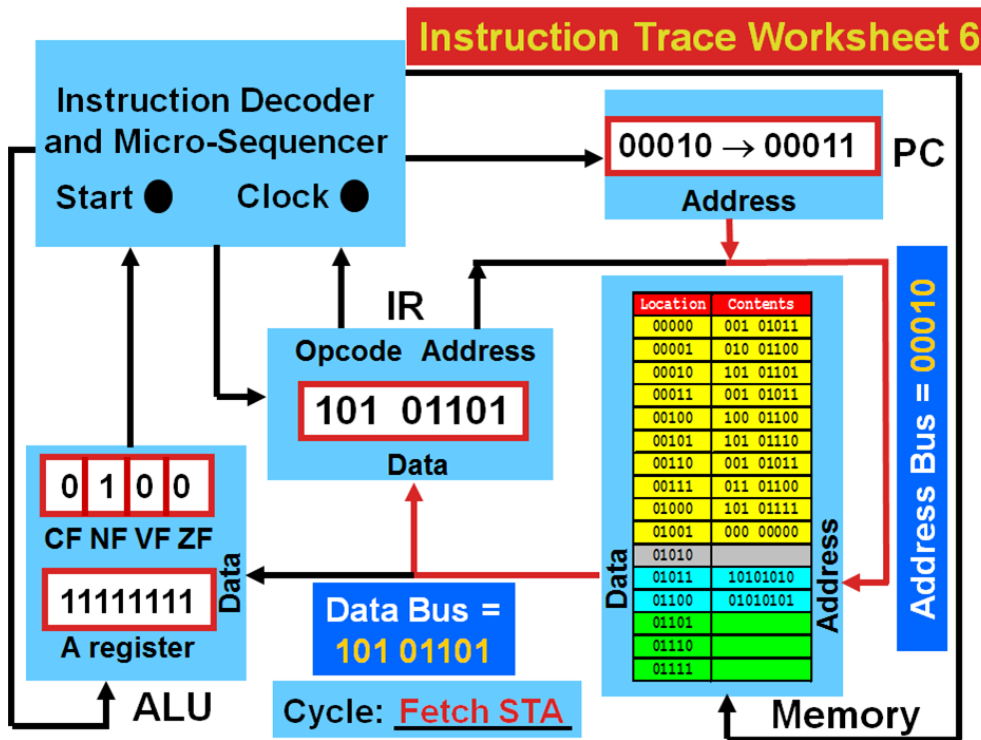 Instruction Trace Worksheet 6
Instruction Decoder
and Micro-Sequencer
Start
Clock
00010 → 00011
PC
Address
IR
Opcode Address
101 01101
Data
0 1 0 0
CF NF VF ZF
11111111
A register
Data
ALU
Data Bus =
101 01101
Cycle: Fetch STA
Location Contents
00000 001 01011
00001 010 01100
00010 101 01101
00011 001 01011
00100 100 01100
00101 101 01110
00110 001 01011
00111 011 01100
01000 101 01111
01001 000 00000
01010
01011 10101010
01100 01010101
01101
01110
01111
Data
Address
Memory
Address Bus = 00010